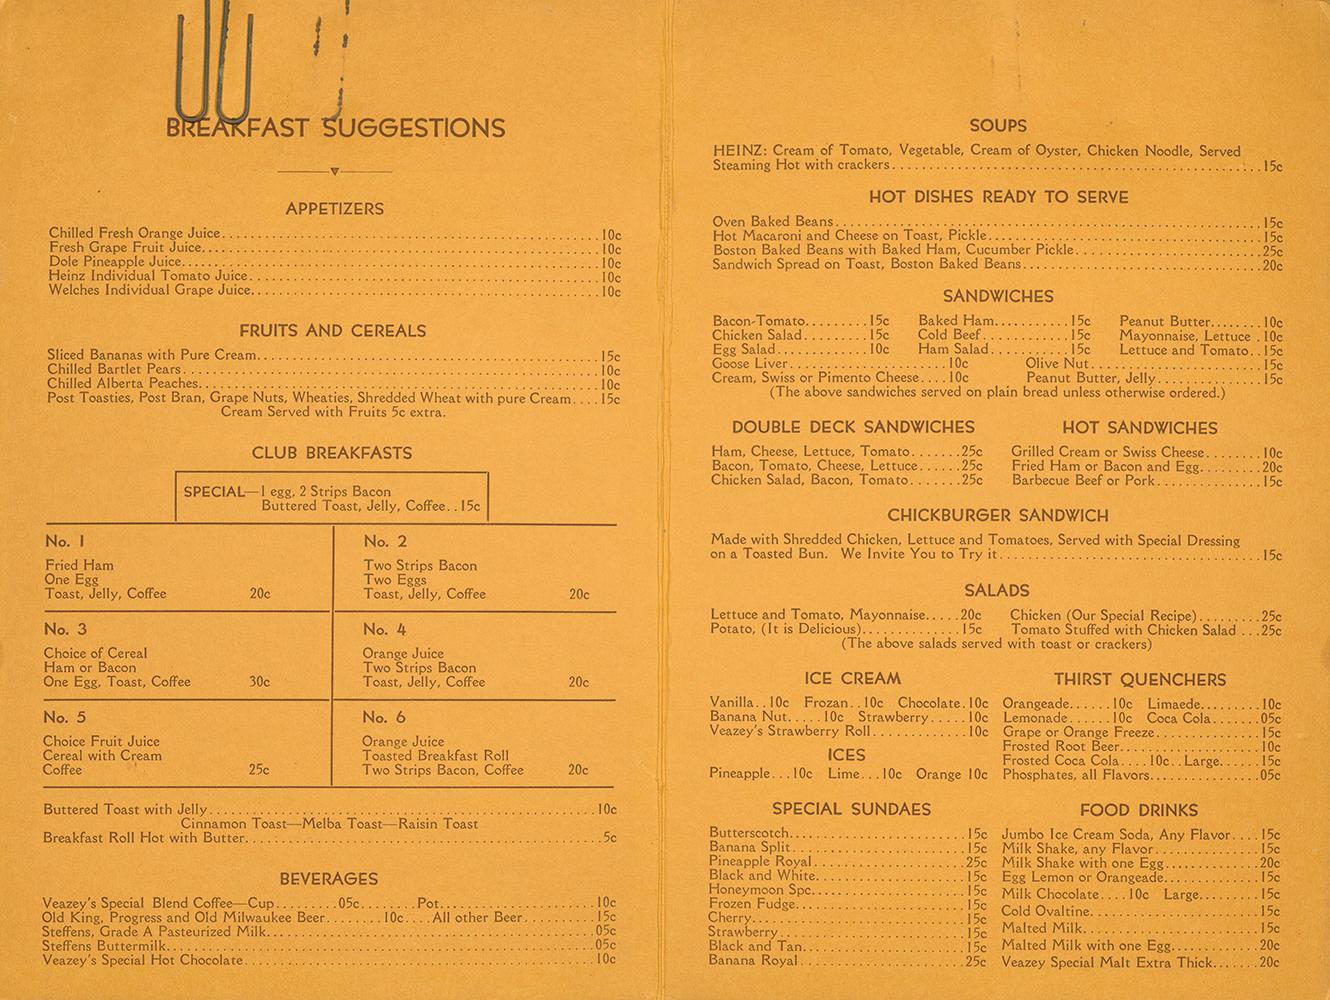 BREAKFAST SUGGESTIONS
APPETIZERS
Chilled Fresh Orange Juice....10c
Fresh Grape Fruit Juice....10c
Dole Pineapple Juice....10c
Heinz Individual Tomato Juice....10c
Welches Individual Grape Juice....10c
FRUITS AND CEREALS
Sliced Bananas with Pure Cream....15c
Chilled Bartlet Pears....10c
Chilled Alberta Peaches....10c
Post Toasties, Post Bran, Grape Nuts, Wheaties, Shredded Wheat with pure Cream....15c
Cream Served with Fruits 5c extra.
CLUB BREAKFASTS
SPECIAL—1 egg, 2 Strips Bacon
Buttered Toast, Jelly, Coffee..15c
No. 1
Fried Ham
One Egg
Toast, Jelly, Coffee 20c
No. 2
Two Strips Bacon
Two Eggs
Toast, Jelly, Coffee 20c
No. 3
Choice of Cereal
Ham or Bacon
One Egg, Toast, Coffee 30c
No. 4
Orange Juice
Two Strips Bacon
Toast, Jelly, Coffee 20c
No. 5
Choice Fruit Juice
Cereal with Cream
Coffee 25c
No. 6
Orange Juice
Toasted Breakfast Roll
Two Strips Bacon, Coffee 20c
Buttered Toast with Jelly....10c
Cinnamon Toast—Melba Toast—Raisin Toast
Breakfast Roll Hot with Butter....5c
BEVERAGES
Veazey's Special Blend Coffee—Cup....05c....Pot....10c
Old King, Progress and Old Milwaukee Beer....10c....All other Beer....15c
Steffens, Grade A Pasteurized Milk....05c
Steffens Buttermilk....05c
Veazey's Special Hot Chocolate....10c
SOUPS
HEINZ: Cream of Tomato, Vegetable, Cream of Oyster, Chicken Noodle, Served
Steaming Hot with crackers....15c
HOT DISHES READY TO SERVE
Oven Baked Beans....15c
Hot Macaroni and Cheese on Toast, Pickle....15c
Boston Baked Beans with Baked Ham, Cucumber Pickle....25c
Sandwich Spread on Toast, Boston Baked Beans....20c
SANDWICHES
Bacon-Tomato....15c Baked Ham....15c Peanut Butter....10c
Chicken Salad....15c Cold Beef....15c Mayonnaise, Lettuce .10c
Egg Salad....10c Ham Salad....15c Lettuce and Tomato..15c
Goose Liver....10c Olive Nut....15c
Cream, Swiss or Pimento Cheese....10c Peanut Butter, Jelly....15c
(The above sandwiches served on plain bread unless otherwise ordered.)
DOUBLE DECK SANDWICHES
Ham, Cheese, Lettuce, Tomato....25c
Bacon, Tomato, Cheese, Lettuce....25c
Chicken Salad, Bacon, Tomato....25c
HOT SANDWICHES
Grilled Cream or Swiss Cheese....10c
Fried Ham or Bacon and Egg....20c
Barbecue Beef or Pork....15c
CHICKBURGER SANDWICH
Made with Shredded Chicken, Lettuce and Tomatoes, Served with Special Dressing
on a Toasted Bun. We Invite You to Try it....15c
SALADS
Lettuce and Tomato, Mayonnaise....20c Chicken (Our Special Recipe)....25c
Potato, (It is Delicious)....15c Tomato Stuffed with Chicken Salad ...25c
(The above salads served with toast or crackers)
ICE CREAM
Vanilla..10c Frozan..10c Chocolate.10c
Banana Nut....10c Strawberry....10c
Veazey's Strawberry Roll....10c
ICES
Pineapple...10c Lime...10c Orange 10c
THIRST QUENCHERS
Orangeade....10c Limaede....10c
Lemonade....10c Coca Cola....05c
Grape or Orange Freeze....15c
Frosted Root Beer....10c
Frosted Coca Cola....10c..Large....15c
Phosphates, all Flavors....05c
SPECIAL SUNDAES
Butterscotch....15c
Banana Split....15c
Pineapple Royal....25c
Black and White....15c
Honeymoon Spc....15c
Frozen Fudge....15c
Cherry....15c
Strawberry....15c
Black and Tan....15c
Banana Royal....25c
FOOD DRINKS
Jumbo Ice Cream Soda, Any Flavor....15c
Milk Shake, any Flavor....15c
Milk Shake with one Egg....20c
Egg Lemon or Orangeade....15c
Milk Chocolate....10c Large....15c
Cold Ovaltine....15c
Malted Milk....15c
Malted Milk with one Egg....20c
Veazey Special Malt Extra Thick....20c